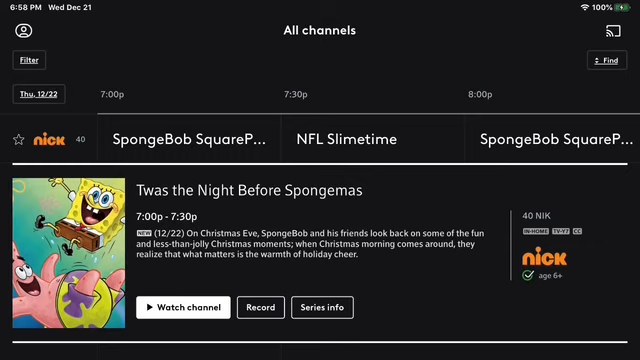 6:58 PM Wed Dec 21
100%
All channels
Filter
Find
Thu, 12/22
7:00p
7:30p
8:00p
nick 40
SpongeBob SquareP...
NFL Slimetime
SpongeBob SquareP...
Twas the Night Before Spongemas
7:00p - 7:30p
NEW (12/22) On Christmas Eve, SpongeBob and his friends look back on some of the fun
and less-than-jolly Christmas moments; when Christmas morning comes around, they
realize that what matters is the warmth of holiday cheer.
40 NIK
IN-HOME TV-Y7 CC
nick
age 6+
Watch channel
Record
Series info